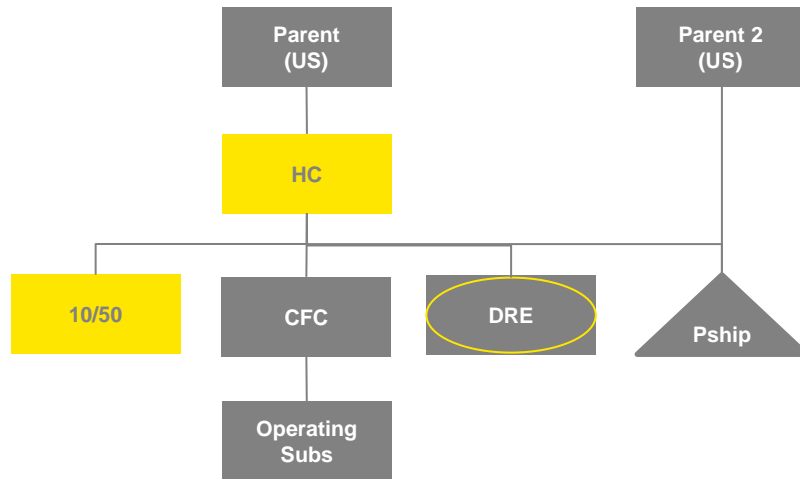 Parent
(US)
Parent 2
(US)
HC
10/50
CFC
DRE
Pship
Operating
Subs